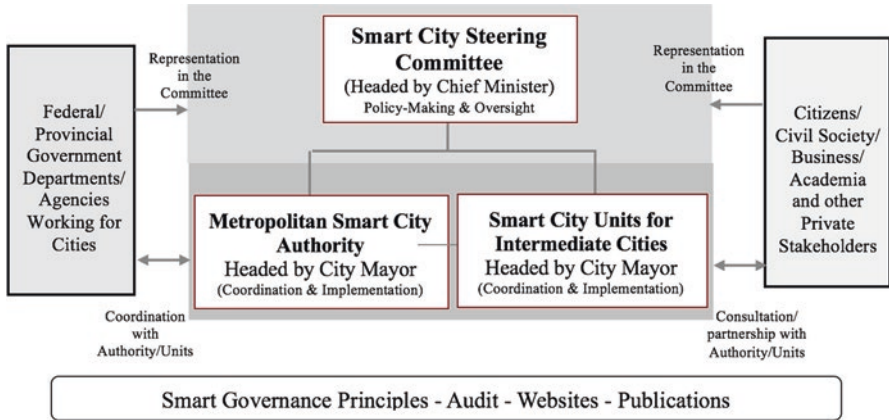 Smart City Steering
Committee
(Headed by Chief Minister)
Policy-Making & Oversight
Representation
in the
Committee
Representation
in the
Committee
Federal/
Provincial
Government
Departments/
Agencies
Working for
Cities
Citizens/
Civil Society/
Business/
Academia
and other
Private
Stakeholders
Metropolitan Smart City
Authority
Headed by City Mayor
(Coordination & Implementation)
Smart City Units for
Intermediate Cities
Headed by City Mayor
(Coordination & Implementation)
Coordination
with
Authority/Units
Consultation/
partnership with
Authority/Units
Smart Governance Principles - Audit - Websites - Publications